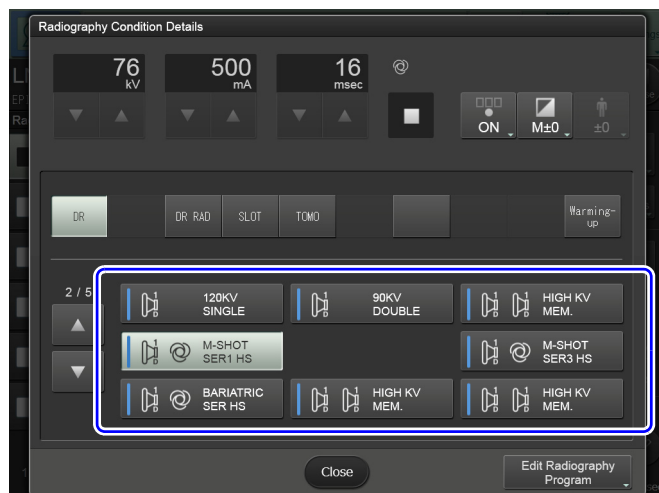 Radiography Condition Details
76
kV
500
mA
16
msec
ON
M±0
±0
DR
DR RAD
SLOT
TOMO
Warming-
up
2 / 5
120KV
SINGLE
90KV
DOUBLE
HIGH KV
MEM.
M-SHOT
SER1 HS
M-SHOT
SER3 HS
BARIATRIC
SER HS
HIGH KV
MEM.
HIGH KV
MEM.
Close
Edit Radiography
Program